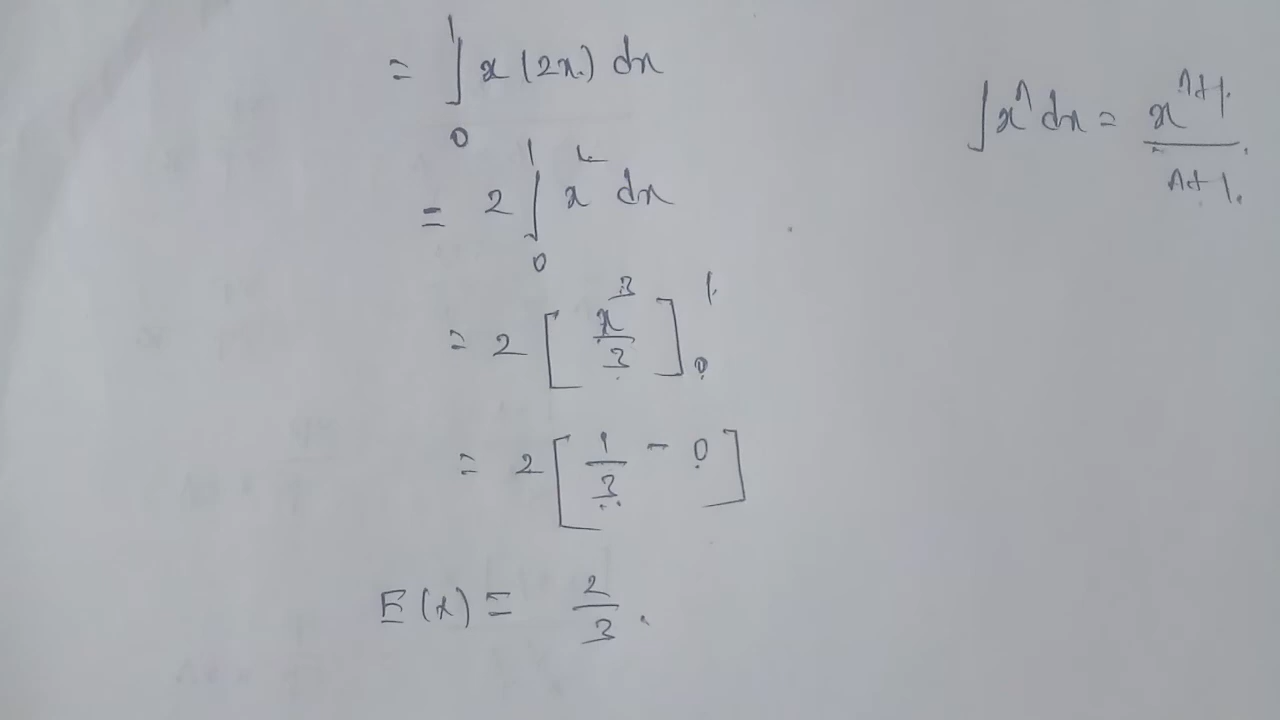 = ∫₀¹ x (2x) dx
= 2 ∫₀¹ x² dx
= 2 [ x³/3 ]₀¹
= 2 [ 1/3 - 0 ]
E(x) = 2/3.
∫ xⁿ dx = xⁿ⁺¹/n+1.